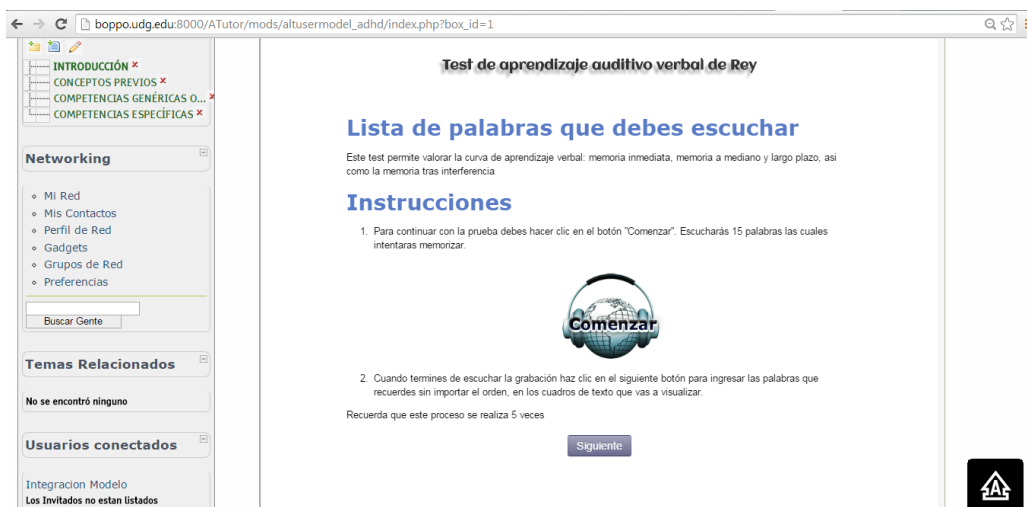 boppo.udg.edu:8000/ATutor/mods/altusermodel_adhd/index.php?box_id=1
INTRODUCCIÓN
CONCEPTOS PREVIOS
COMPETENCIAS GENÉRICAS O...
COMPETENCIAS ESPECÍFICAS
Networking
Mi Red
Mis Contactos
Perfil de Red
Gadgets
Grupos de Red
Preferencias
Buscar Gente
Temas Relacionados
No se encontró ninguno
Usuarios conectados
Integracion Modelo
Los Invitados no estan listados
Test de aprendizaje auditivo verbal de Rey
Lista de palabras que debes escuchar
Este test permite valorar la curva de aprendizaje verbal: memoria inmediata, memoria a mediano y largo plazo, asi
como la memoria tras interferencia
Instrucciones
1. Para continuar con la prueba debes hacer clic en el botón "Comenzar". Escucharás 15 palabras las cuales
intentaras memorizar.
Comenzar
2. Cuando termines de escuchar la grabación haz clic en el siguiente botón para ingresar las palabras que
recuerdes sin importar el orden, en los cuadros de texto que vas a visualizar.
Recuerda que este proceso se realiza 5 veces
Siguiente
A